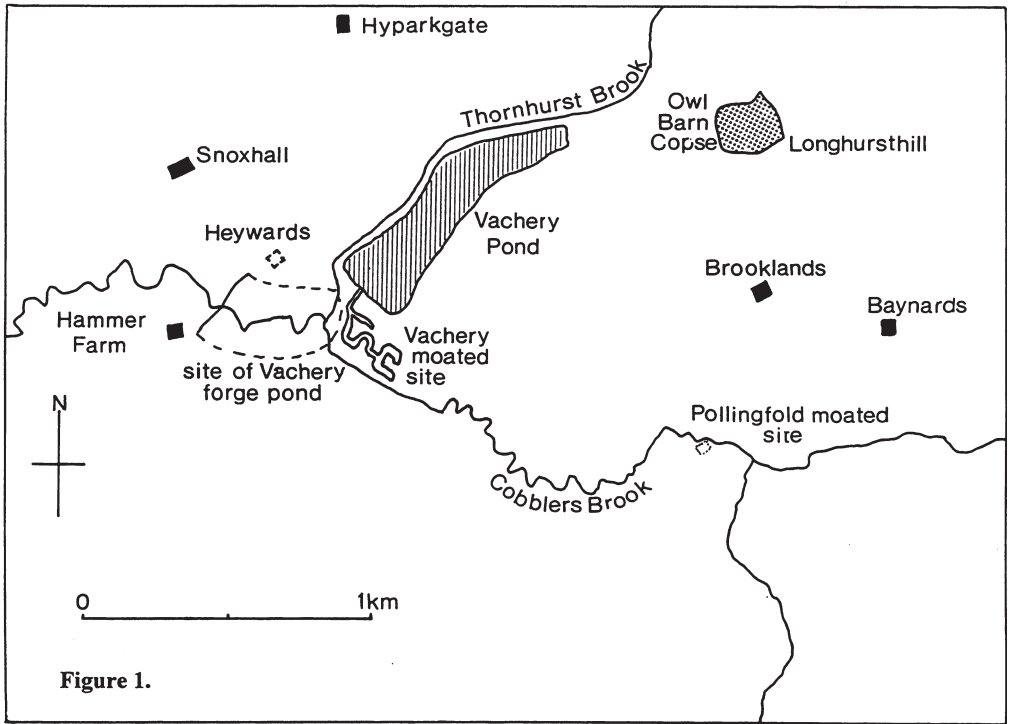 Hyparkgate
Thornhurst Brook
Owl
Barn
Copse
Longhursthill
Snoxhall
Vachery
Pond
Heywards
Brooklands
Baynards
Hammer
Farm
Vachery
moated
site
site of Vachery
forge pond
N
Pollingfold moated
site
Cobblers Brook
0 1km
Figure 1.